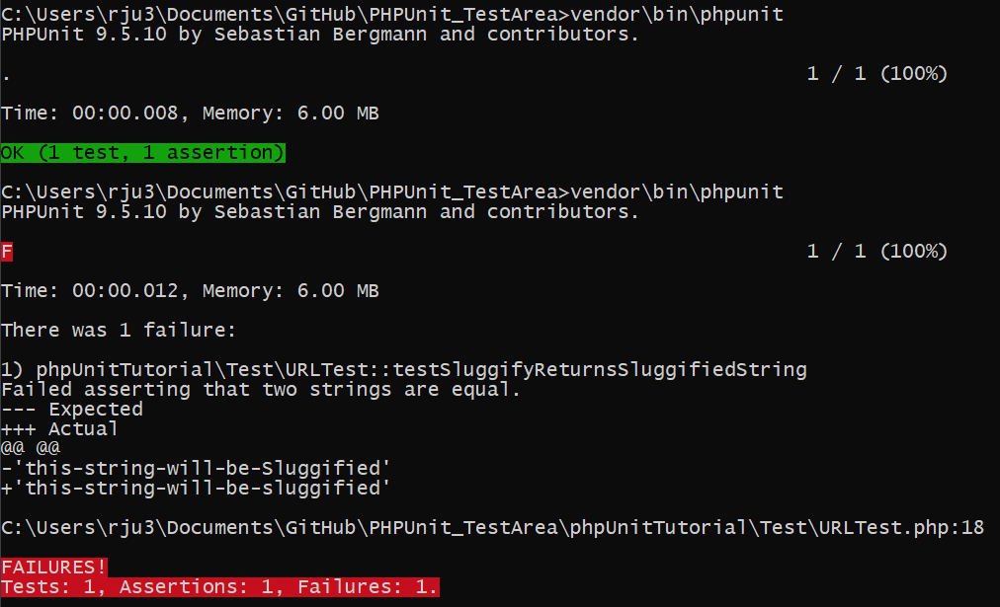 C:\Users\rju3\Documents\GitHub\PHPUnit_TestArea>vendor\bin\phpunit
PHPUnit 9.5.10 by Sebastian Bergmann and contributors.
. 1 / 1 (100%)
Time: 00:00.008, Memory: 6.00 MB
OK (1 test, 1 assertion)
C:\Users\rju3\Documents\GitHub\PHPUnit_TestArea>vendor\bin\phpunit
PHPUnit 9.5.10 by Sebastian Bergmann and contributors.
F 1 / 1 (100%)
Time: 00:00.012, Memory: 6.00 MB
There was 1 failure:
1) phpUnitTutorial\Test\URLTest::testSluggifyReturnsSluggifiedString
Failed asserting that two strings are equal.
--- Expected
+++ Actual
@@ @@
-'this-string-will-be-Sluggified'
+'this-string-will-be-sluggified'
C:\Users\rju3\Documents\GitHub\PHPUnit_TestArea\phpUnitTutorial\Test\URLTest.php:18
FAILURES!
Tests: 1, Assertions: 1, Failures: 1.